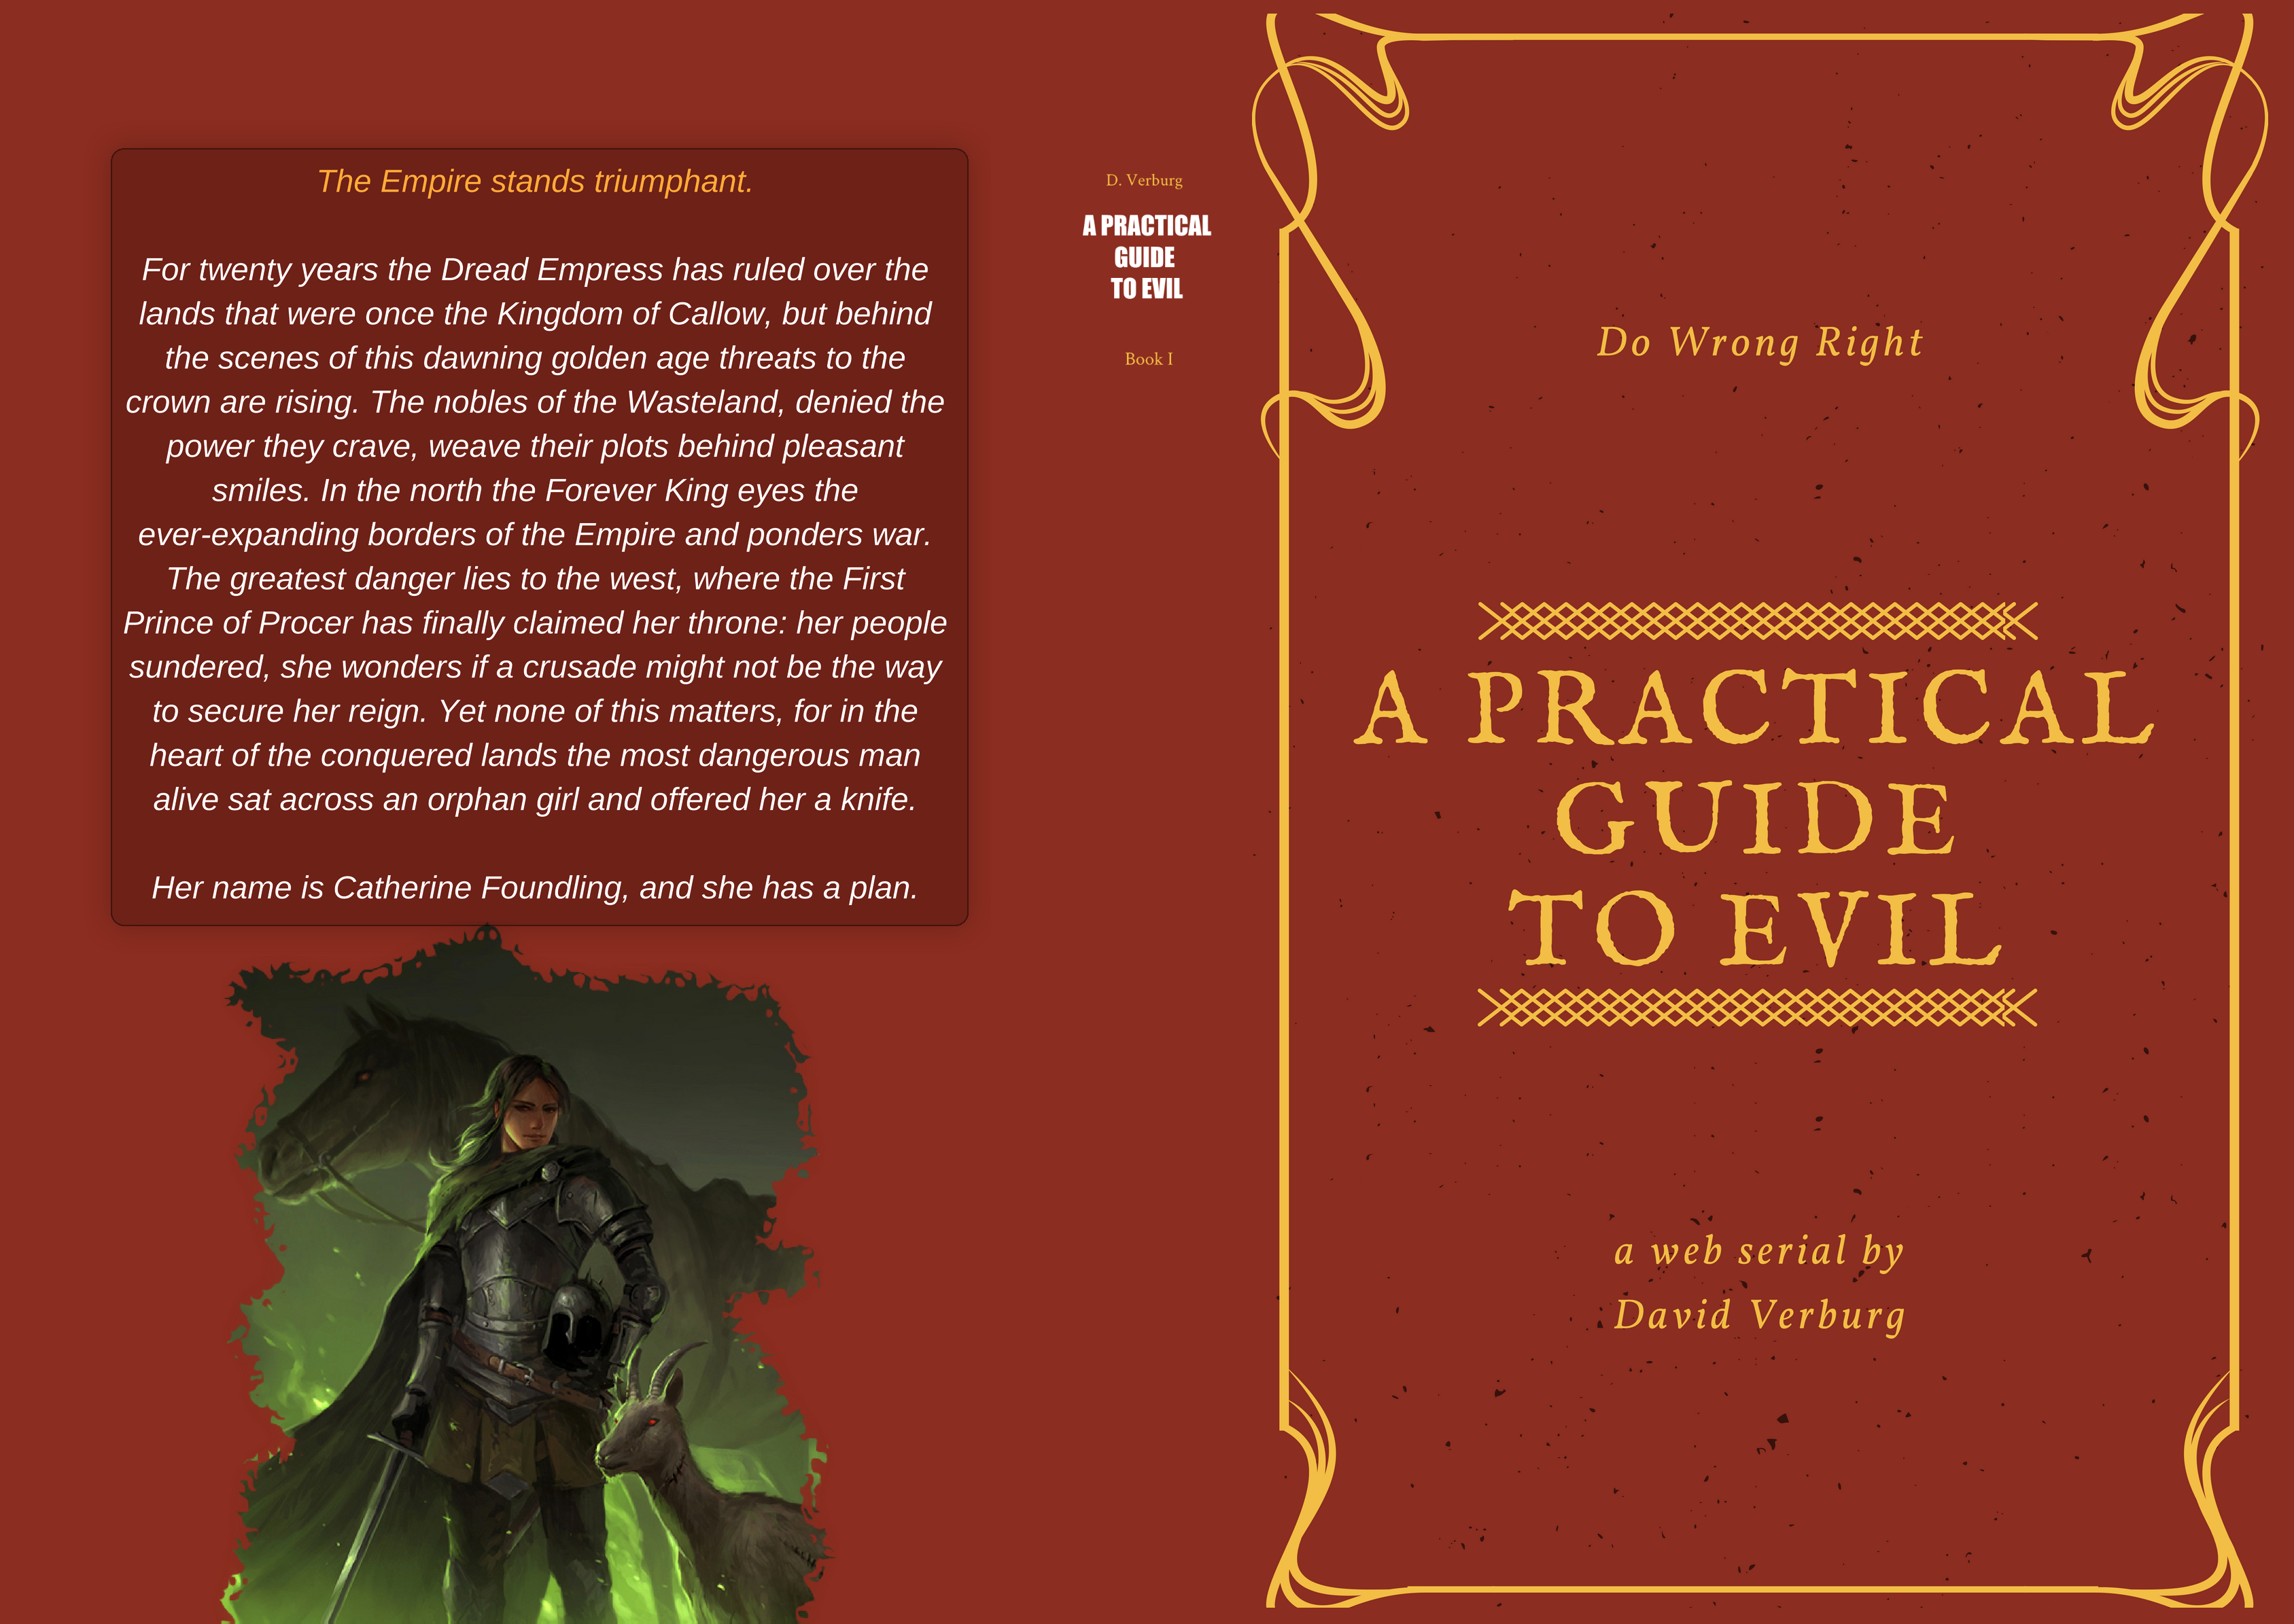 The Empire stands triumphant.
For twenty years the Dread Empress has ruled over the
lands that were once the Kingdom of Callow, but behind
the scenes of this dawning golden age threats to the
crown are rising. The nobles of the Wasteland, denied the
power they crave, weave their plots behind pleasant
smiles. In the north the Forever King eyes the
ever-expanding borders of the Empire and ponders war.
The greatest danger lies to the west, where the First
Prince of Procer has finally claimed her throne: her people
sundered, she wonders if a crusade might not be the way
to secure her reign. Yet none of this matters, for in the
heart of the conquered lands the most dangerous man
alive sat across an orphan girl and offered her a knife.
Her name is Catherine Foundling, and she has a plan.
D. Verburg
A PRACTICAL
GUIDE
TO EVIL
Book I
Do Wrong Right
A PRACTICAL
GUIDE
TO EVIL
a web serial by
David Verburg